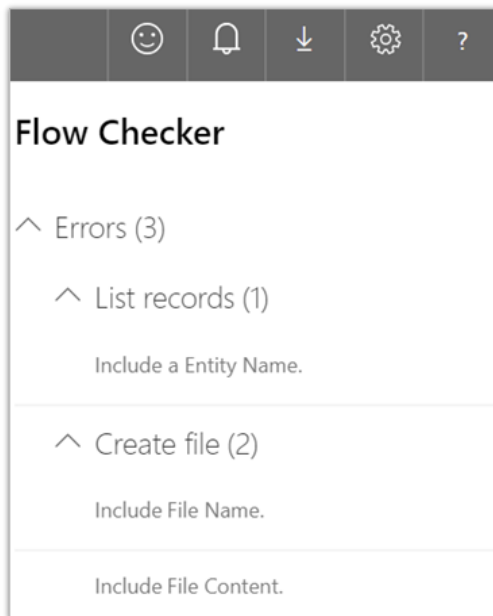 ?
Flow Checker
Errors (3)
List records (1)
Include a Entity Name.
Create file (2)
Include File Name.
Include File Content.